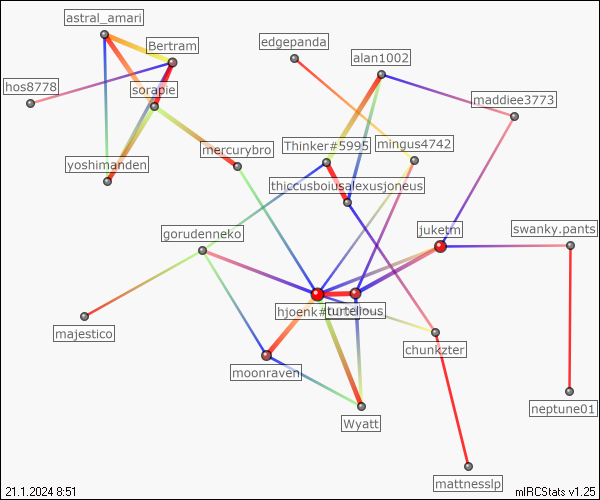 astral_amari
Bertram
edgepanda
alan1002
hos8778
sorapie
maddiee3773
mercurybro
Thinker#5995
mingus4742
yoshimanden
thiccusboiusalexusjoneus
gorudenneko
juketm
swanky.pants
turtelious
majestico
chunkzter
moonraven
neptune01
Wyatt
mattnesslp
21.1.2024 8:51
mIRCStats v1.25